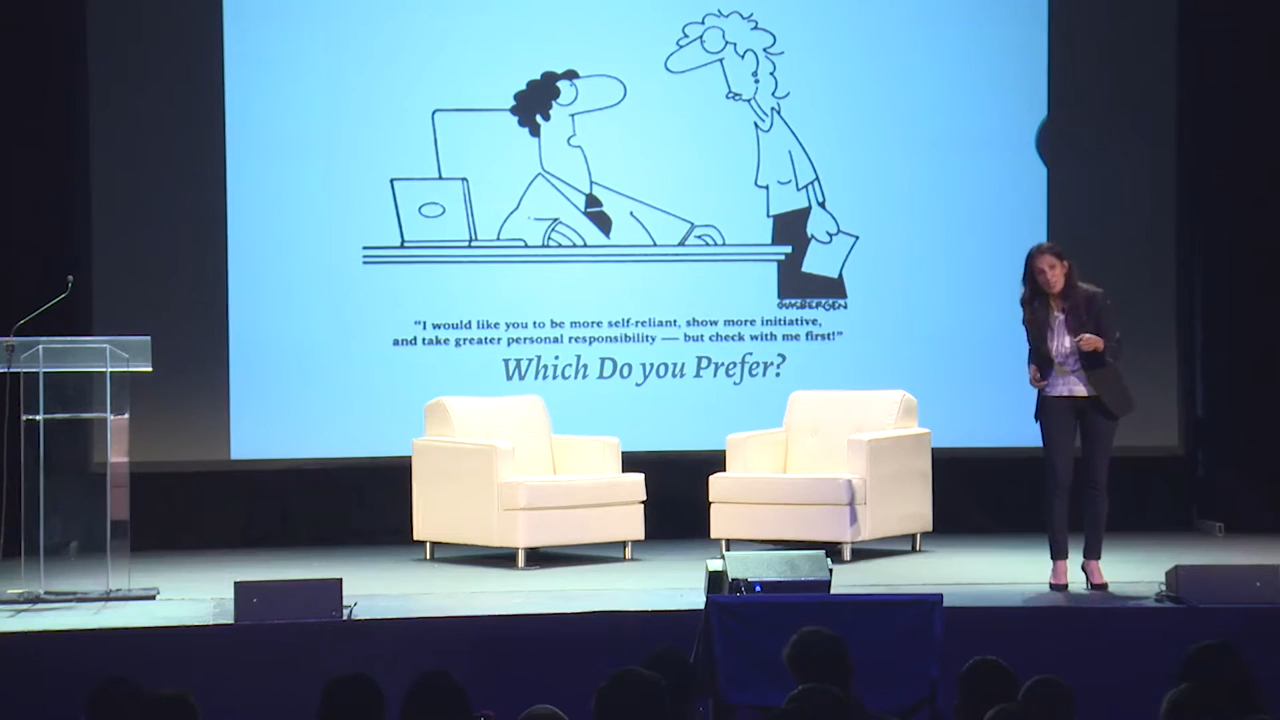 GLASBERGEN
“I would like you to be more self-reliant, show more initiative,
and take greater personal responsibility — but check with me first!”
Which Do you Prefer?